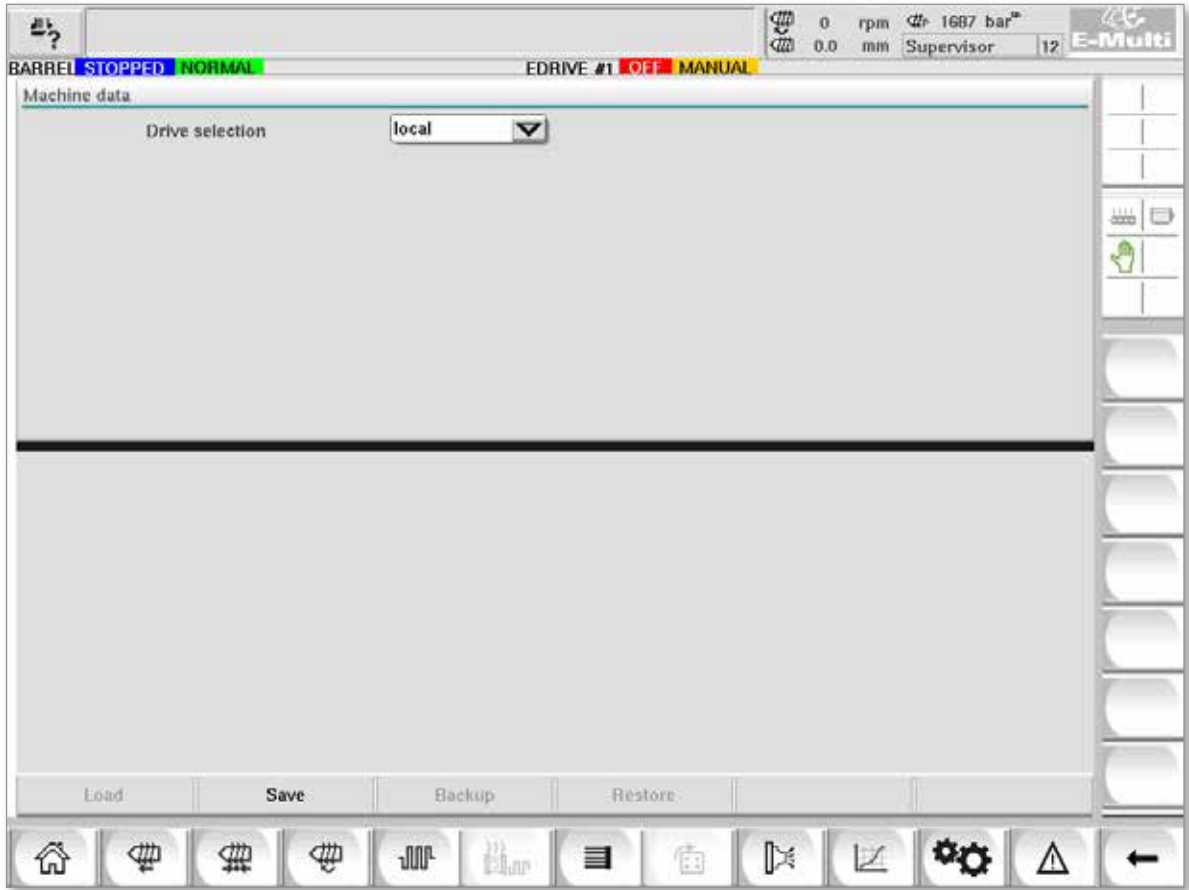 ?
0 rpm 1687 bar
0.0 mm Supervisor 12 E-Multi
BARREL STOPPED NORMAL EDRIVE #1 OFF MANUAL
Machine data
Drive selection local
Load Save Backup Restore